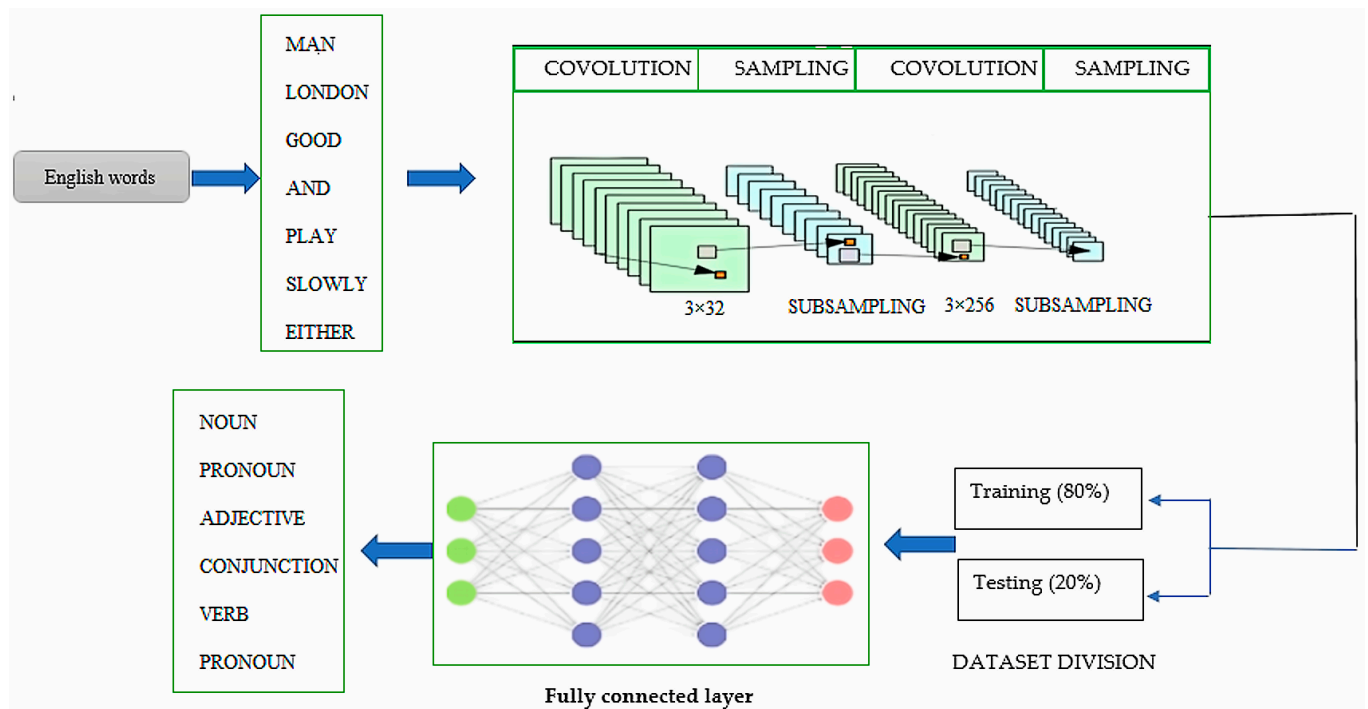 English words
MẠN
LONDON
GOOD
AND
PLAY
SLOWLY
EITHER
COVOLUTION SAMPLING COVOLUTION SAMPLING
3×32 SUBSAMPLING 3×256 SUBSAMPLING
Training (80%)
Testing (20%)
DATASET DIVISION
Fully connected layer
NOUN
PRONOUN
ADJECTIVE
CONJUNCTION
VERB
PRONOUN